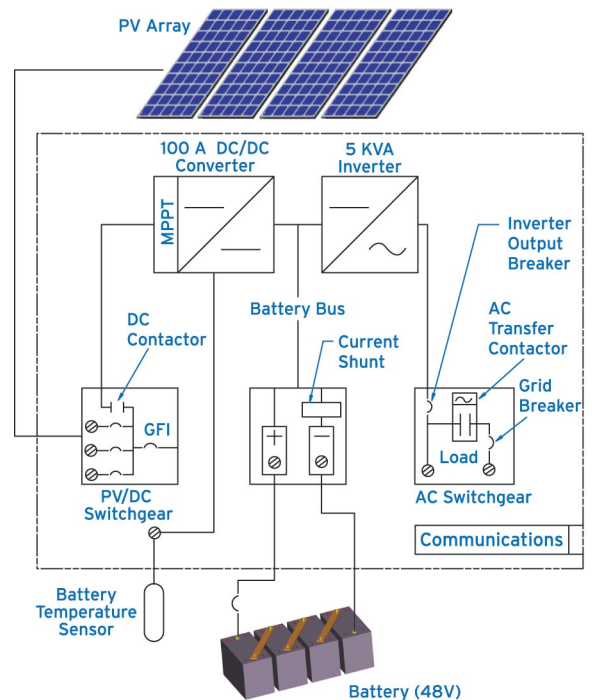 PV Array
100 A DC/DC
Converter
5 KVA
Inverter
MPPT
Inverter
Output
Breaker
Battery Bus
DC
Contactor
Current
Shunt
AC
Transfer
Contactor
Grid
Breaker
GFI
+
−
Load
PV/DC
Switchgear
AC Switchgear
Communications
Battery
Temperature
Sensor
Battery (48V)